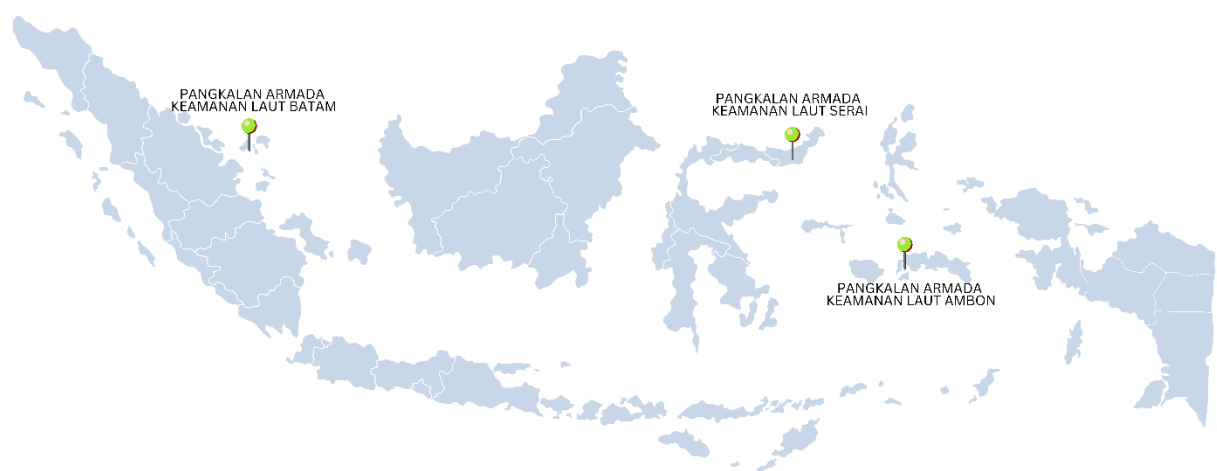 PANGKALAN ARMADA
KEAMANAN LAUT BATAM
PANGKALAN ARMADA
KEAMANAN LAUT SERAI
PANGKALAN ARMADA
KEAMANAN LAUT AMBON